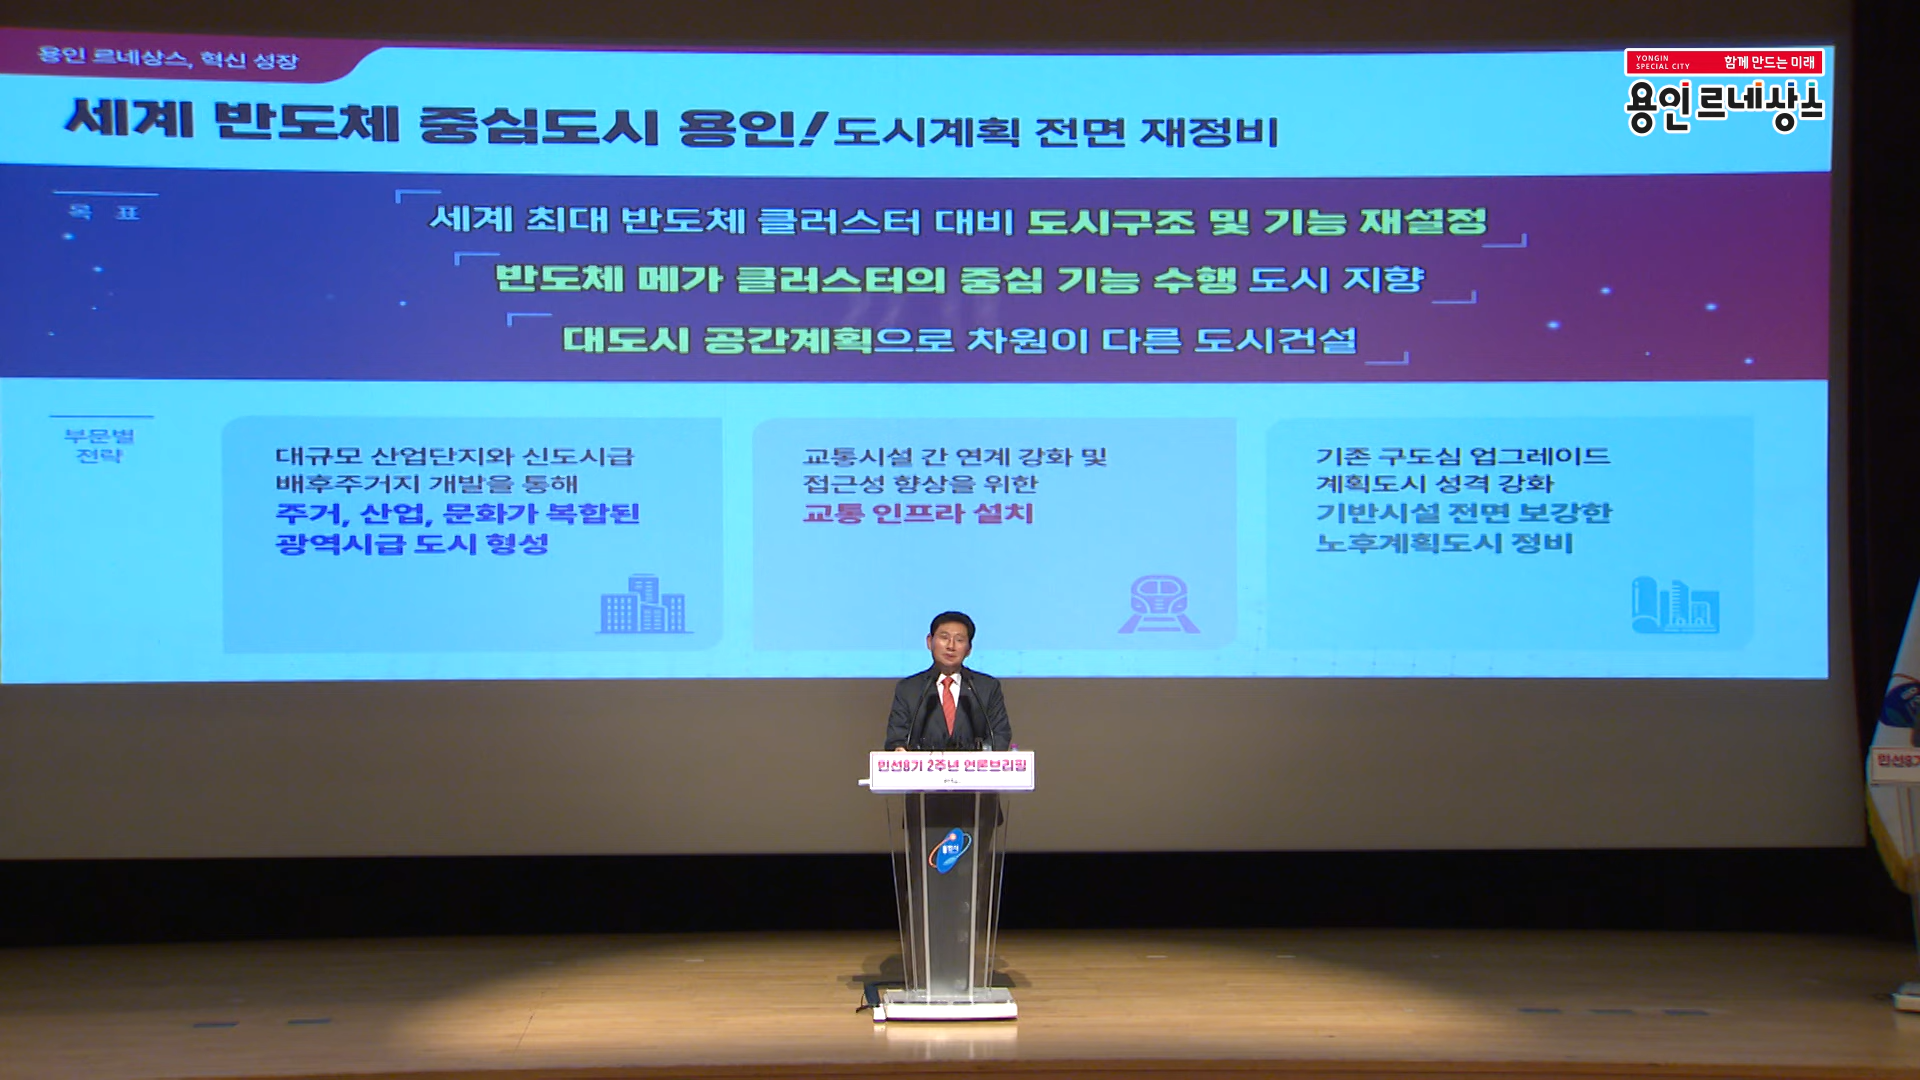 용인 르네상스, 혁신 성장
세계 반도체 중심도시 용인! 도시계획 전면 재정비
YONGIN
SPECIAL CITY
함께 만드는 미래
용인 르네상스
목 표
세계 최대 반도체 클러스터 대비 도시구조 및 기능 재설정
반도체 메가 클러스터의 중심 기능 수행 도시 지향
대도시 공간계획으로 차원이 다른 도시건설
부문별
전략
대규모 산업단지와 신도시급
배후주거지 개발을 통해
주거, 산업, 문화가 복합된
광역시급 도시 형성
교통시설 간 연계 강화 및
접근성 향상을 위한
교통 인프라 설치
기존 구도심 업그레이드
계획도시 성격 강화
기반시설 전면 보강한
노후계획도시 정비
민선8기 2주년 언론브리핑
용인시
민선8기